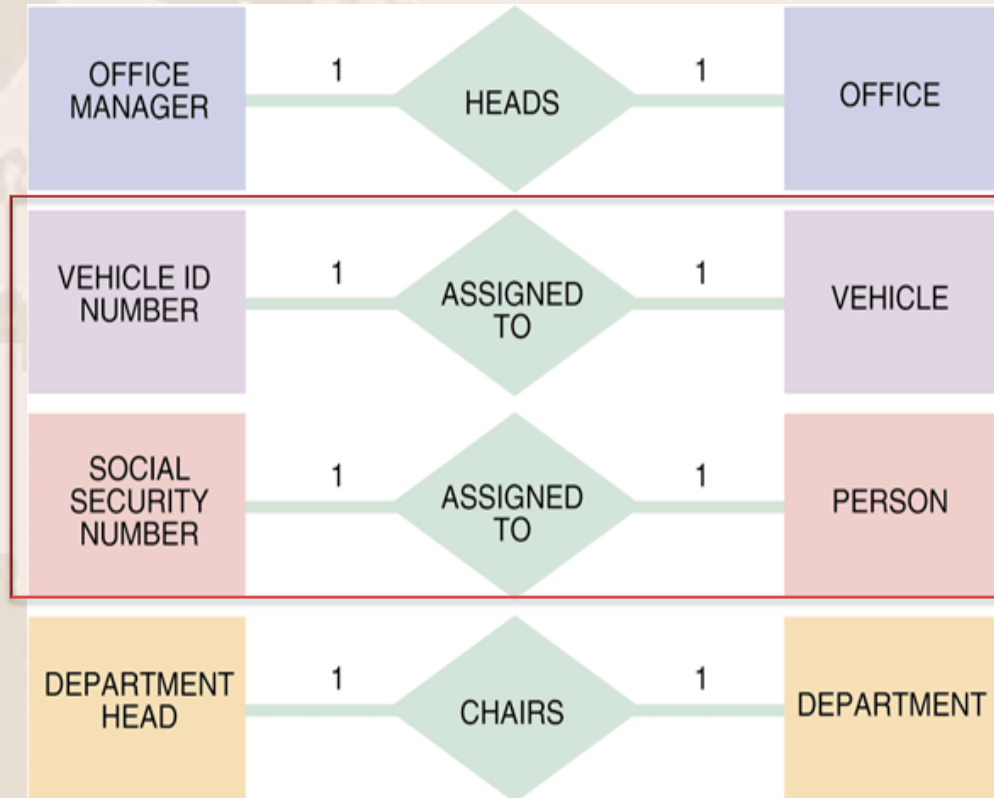 OFFICE
MANAGER
1
HEADS
1
OFFICE
VEHICLE ID
NUMBER
1
ASSIGNED
TO
1
VEHICLE
SOCIAL
SECURITY
NUMBER
1
ASSIGNED
TO
1
PERSON
DEPARTMENT
HEAD
1
CHAIRS
1
DEPARTMENT